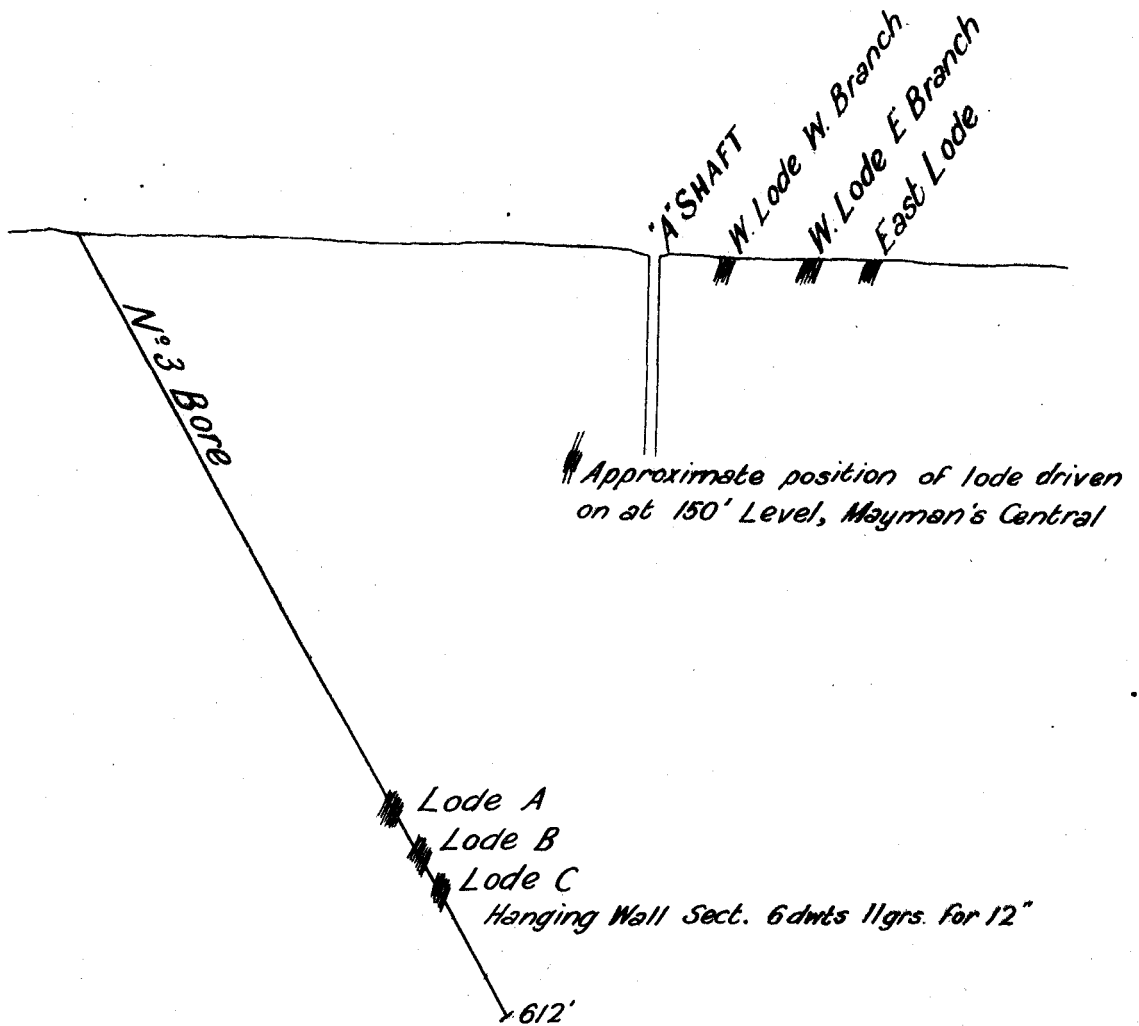 "A" SHAFT
W. Lode W. Branch.
W. Lode E Branch
East Lode
Nº 3 Bore
Approximate position of lode driven
on at 150' Level, Mayman's Central
Lode A
Lode B
Lode C
Hanging Wall Sect. 6 dwts 11 grs. for 12"
612'